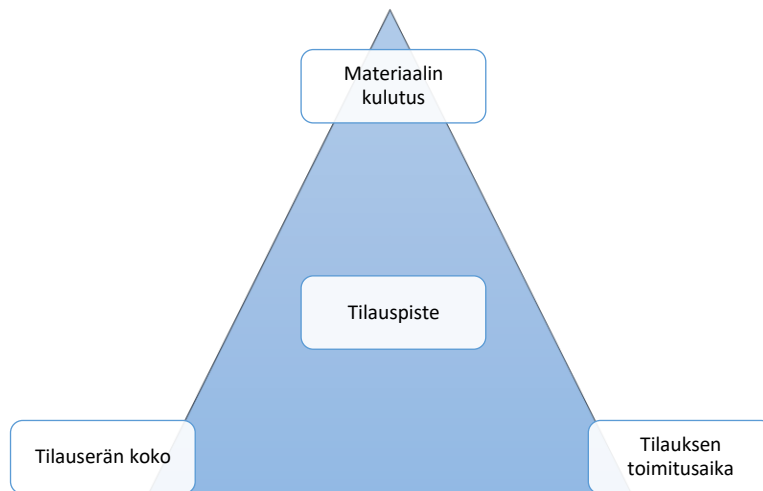 Materiaalin
kulutus
Tilauspiste
Tilauserän koko
Tilauksen
toimitusaika